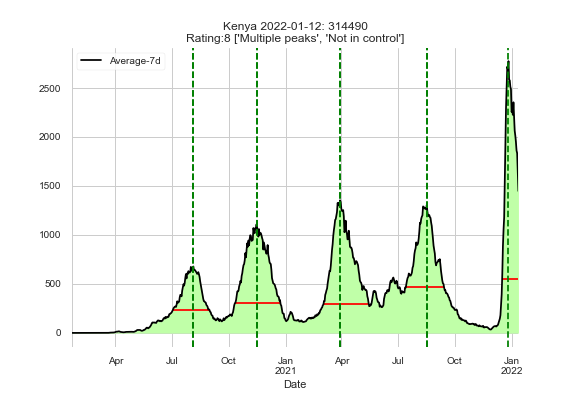 Kenya 2022-01-12: 314490
Rating:8 ['Multiple peaks', 'Not in control']
Average-7d
2500
2000
1500
1000
500
0
Apr Jul Oct Jan Apr Jul Oct Jan
2021 2022
Date